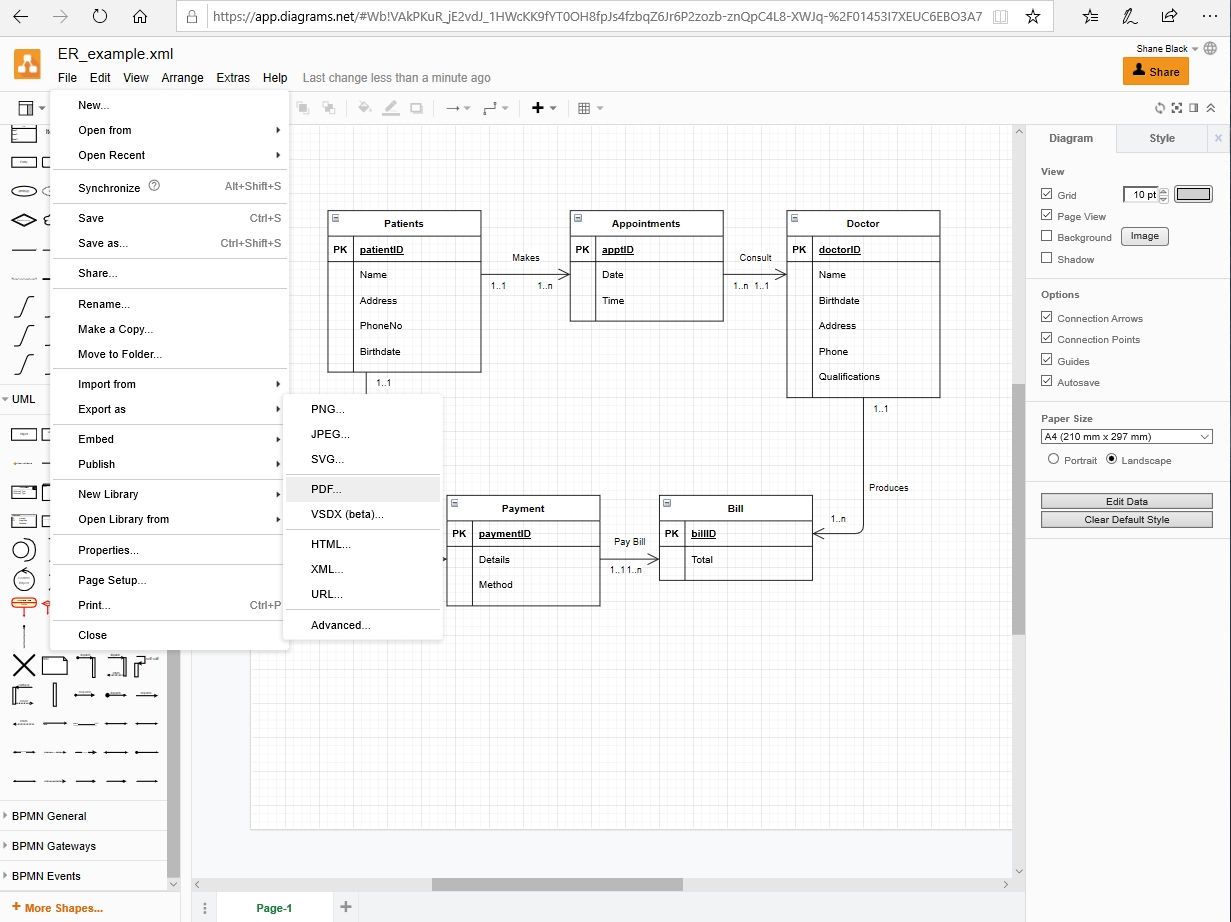 https://app.diagrams.net/#Wb!VAkPKuR_jE2vdJ_1HWcKK9fYT0OH8fpJs4fzbqZ6Jr6P2zozb-znQpC4L8-XWJq-%2F01453I7XEUC6EBO3A7
ER_example.xml
Shane Black
File Edit View Arrange Extras Help Last change less than a minute ago
Share
New...
Open from
Open Recent
Synchronize Alt+Shift+S
Save Ctrl+S
Save as... Ctrl+Shift+S
Share...
Rename...
Make a Copy...
Move to Folder...
Import from
Export as
Embed
Publish
New Library
Open Library from
Properties...
Page Setup...
Print... Ctrl+P
Close
PNG...
JPEG...
SVG...
PDF...
VSDX (beta)...
HTML...
XML...
URL...
Advanced...
UML
BPMN General
BPMN Gateways
BPMN Events
+ More Shapes...
Patients
PK patientID
Name
Address
PhoneNo
Birthdate
1..1
Makes
1..1 1..n
Appointments
PK apptID
Date
Time
Consult
1..n 1..1
Doctor
PK doctorID
Name
Birthdate
Address
Phone
Qualifications
1..1
Produces
1..n
Payment
PK paymentID
Details
Method
Pay Bill
1..1 1..n
Bill
PK billID
Total
Page-1
Diagram Style
View
Grid 10 pt
Page View
Background Image
Shadow
Options
Connection Arrows
Connection Points
Guides
Autosave
Paper Size
A4 (210 mm x 297 mm)
Portrait Landscape
Edit Data
Clear Default Style